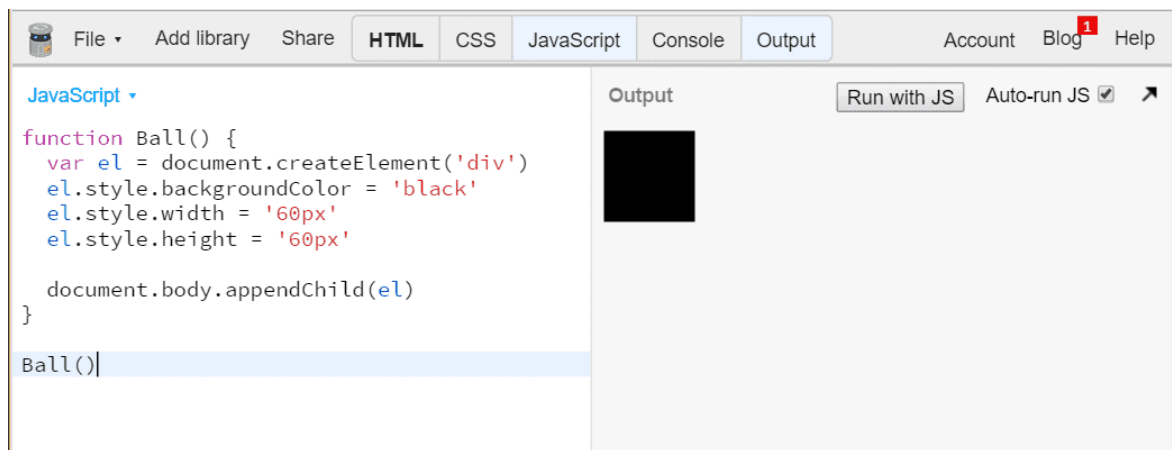 File ▾ Add library Share HTML CSS JavaScript Console Output Account Blog 1 Help
JavaScript ▾
function Ball() {
  var el = document.createElement('div')
  el.style.backgroundColor = 'black'
  el.style.width = '60px'
  el.style.height = '60px'

  document.body.appendChild(el)
}

Ball()
Output Run with JS Auto-run JS